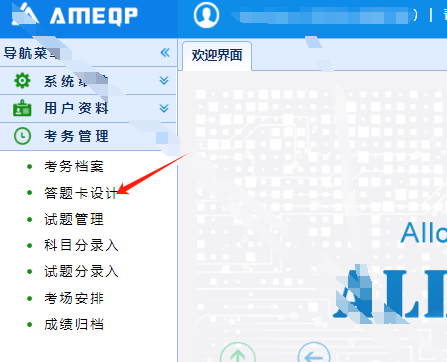 AMEQP
) |
导航菜单
欢迎界面
系统
用户资料
考务管理
考务档案
答题卡设计
试题管理
科目分录入
试题分录入
考场安排
成绩归档
Allo